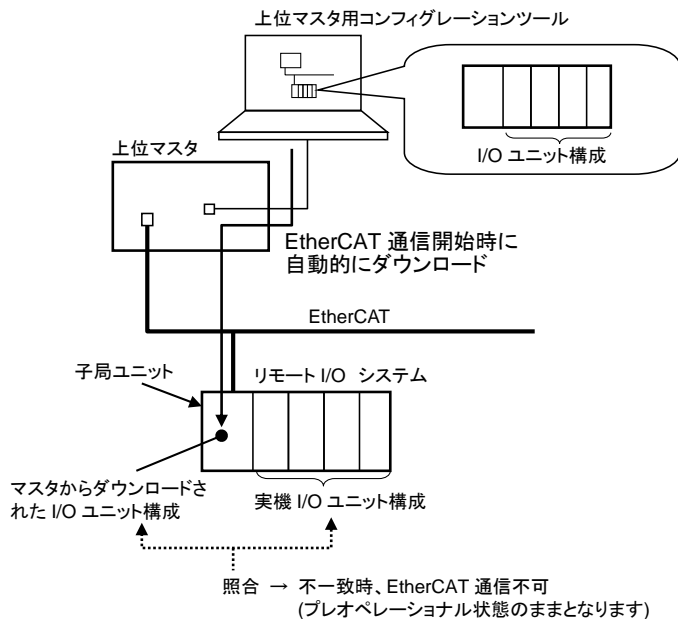 上位マスタ用コンフィグレーションツール
I/O ユニット構成
上位マスタ
EtherCAT 通信開始時に
自動的にダウンロード
EtherCAT
子局ユニット
リモート I/O システム
マスタからダウンロードさ
れた I/O ユニット構成
実機 I/O ユニット構成
照合 → 不一致時、EtherCAT 通信不可
(プレオペレーショナル状態のままとなります)